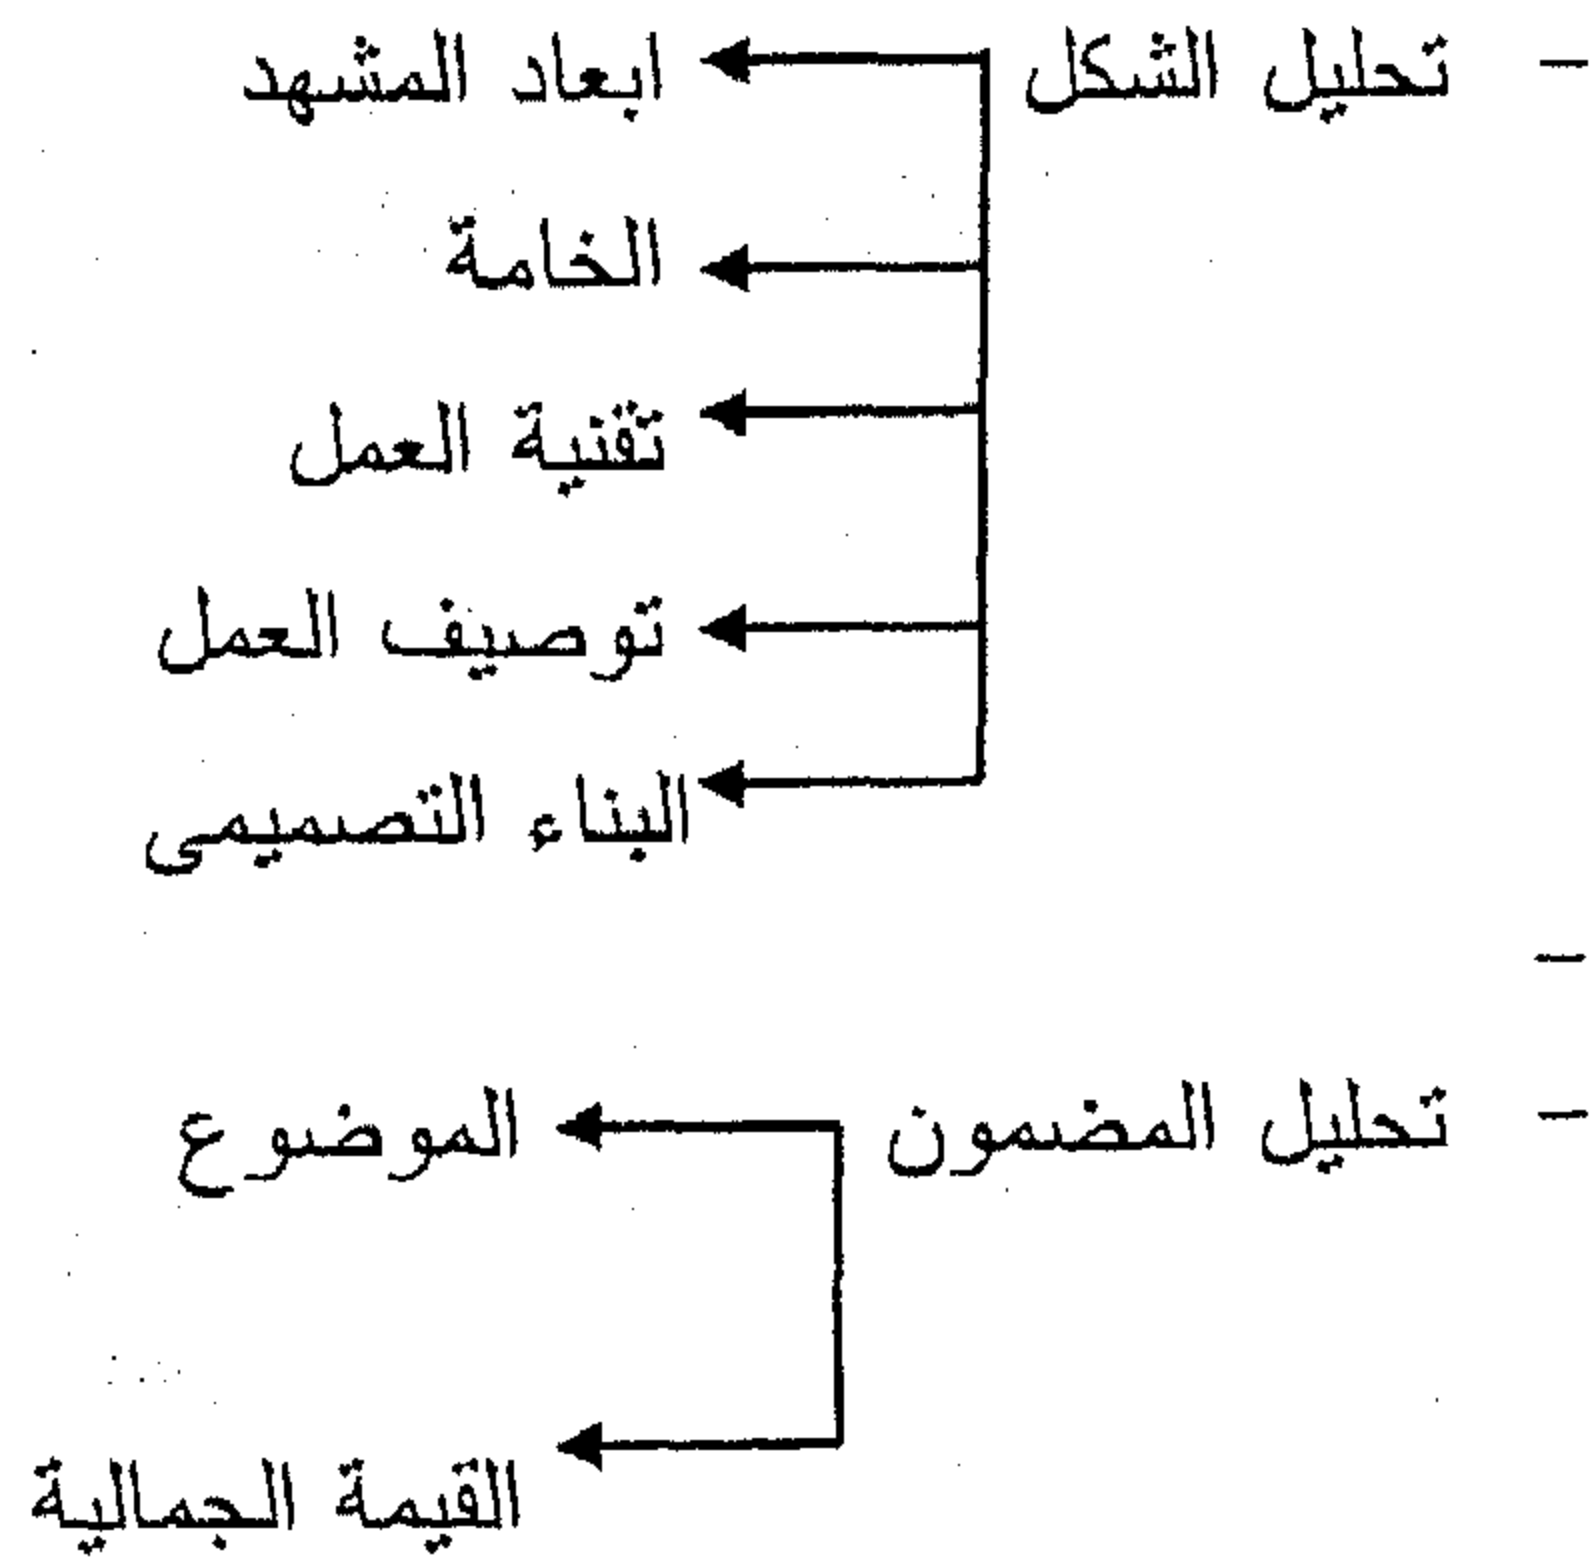 - تحليل الشكل ابعاد المشهد
الخامة
تقنية العمل
توصيف العمل
البناء التصميمى
-
- تحليل المضمون الموضوع
القيمة الجمالية